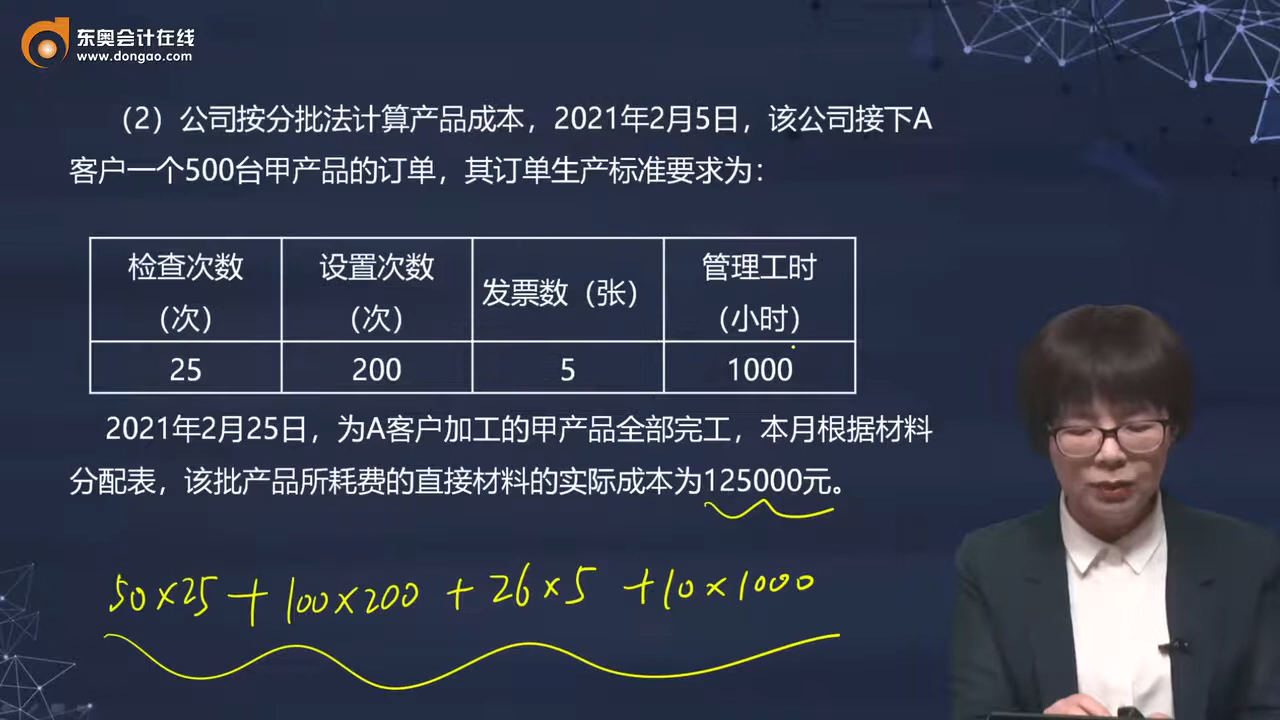 东奥会计在线
www.dongao.com
（2）公司按分批法计算产品成本，2021年2月5日，该公司接下A
客户一个500台甲产品的订单，其订单生产标准要求为：
检查次数
（次）
设置次数
（次）
发票数（张）
管理工时
（小时）
25
200
5
1000
2021年2月25日，为A客户加工的甲产品全部完工，本月根据材料
分配表，该批产品所耗费的直接材料的实际成本为125000元。
50×25+100×200+26×5+10×1000